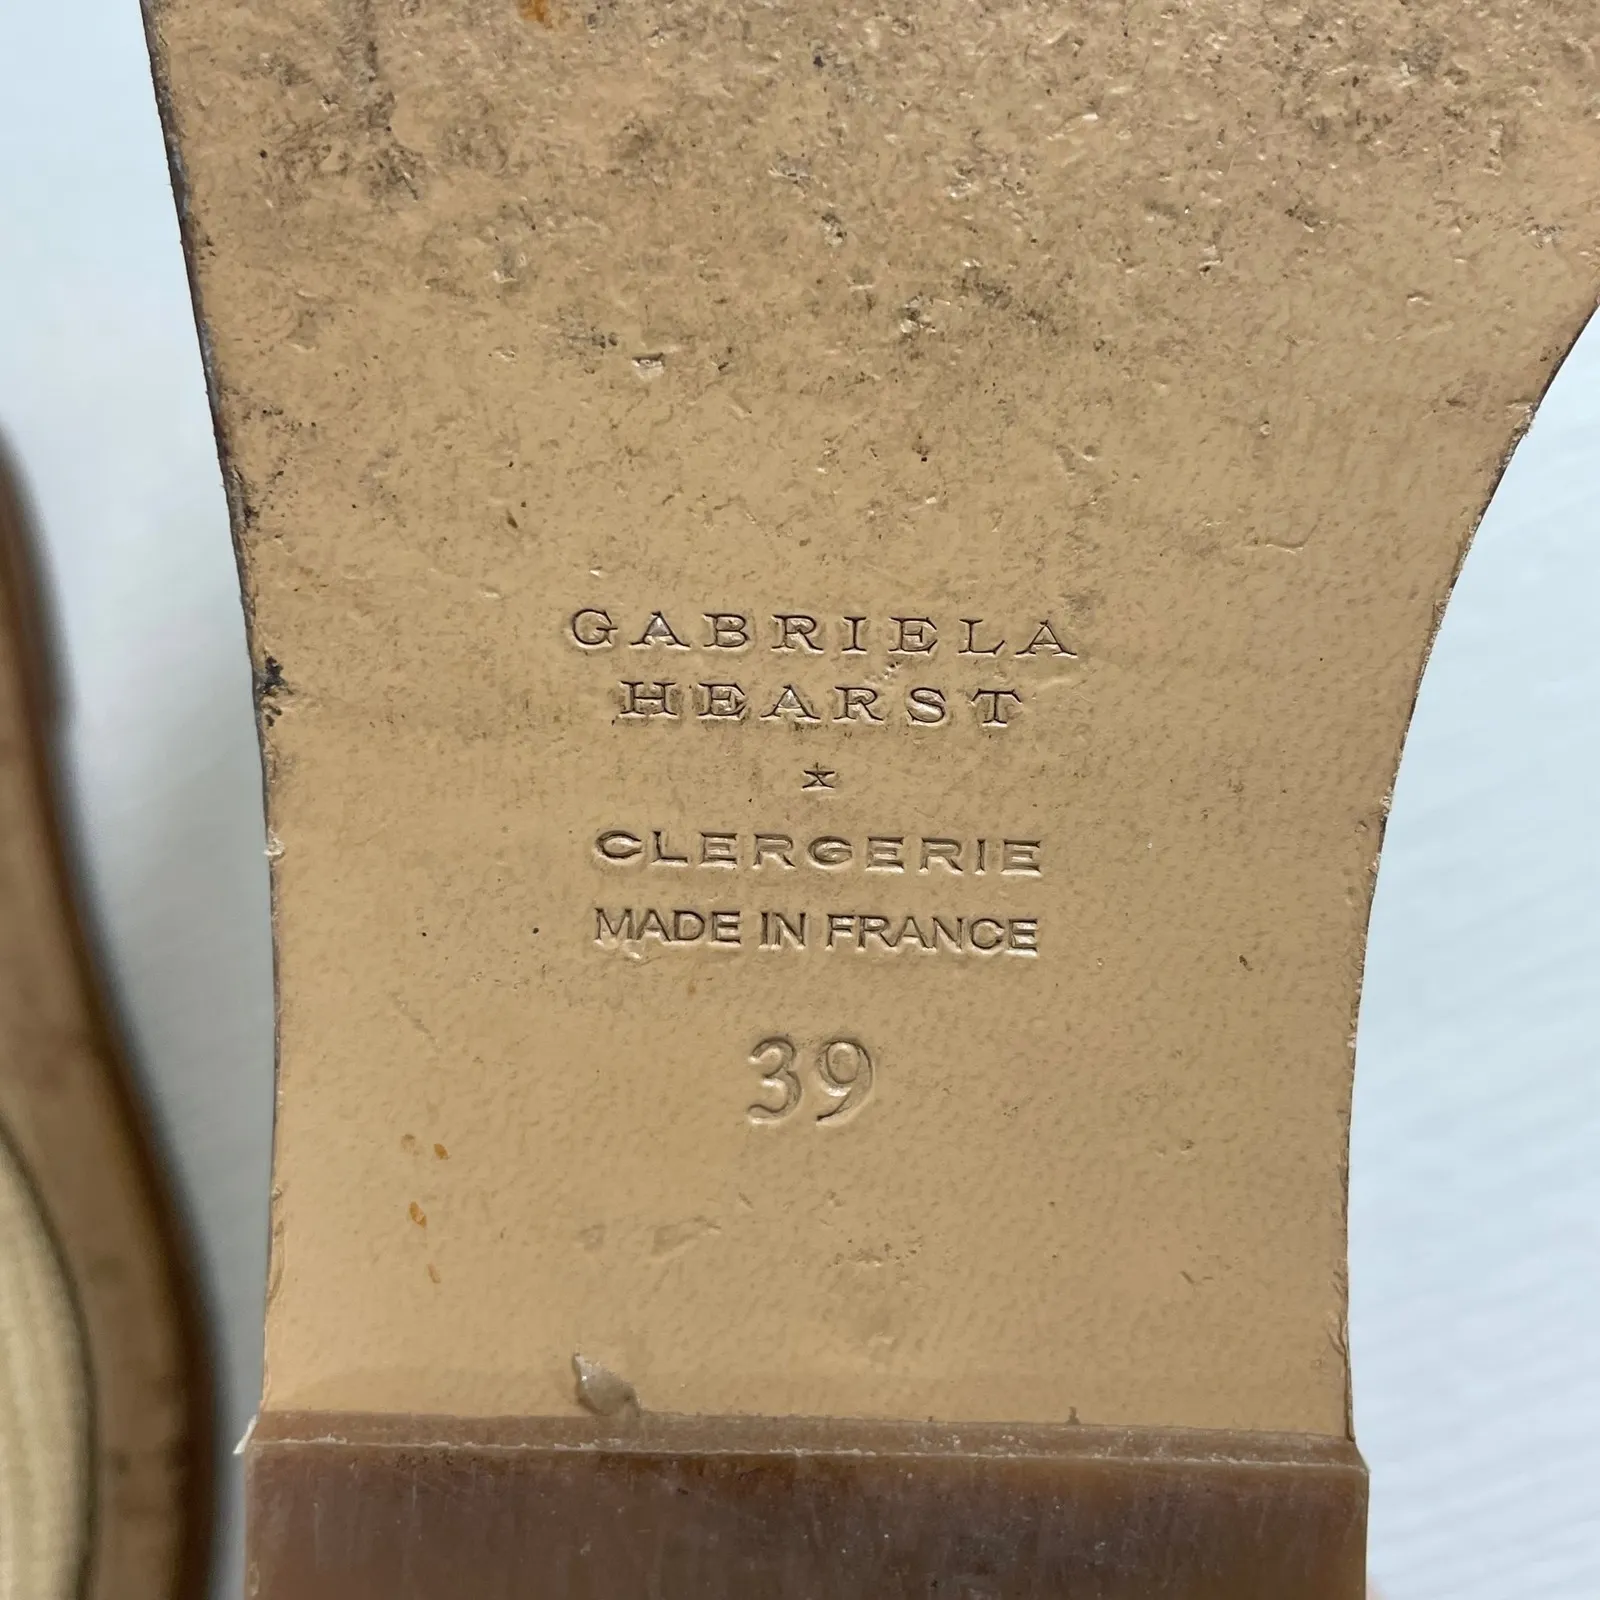 GABRIELA
HEARST
x
CLERGERIE
MADE IN FRANCE
39